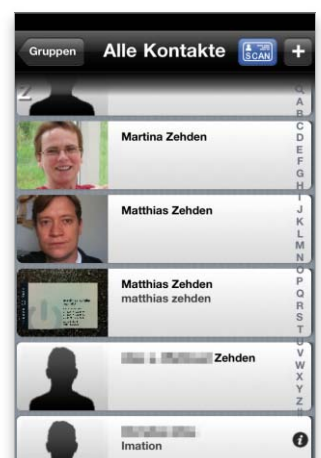 Gruppen
Alle Kontakte
SCAN
+
Z
Martina Zehden
Matthias Zehden
Matthias Zehden
matthias zehden
Zehden
Imation
Q
A
B
C
D
E
F
G
H
I
J
K
L
M
N
O
P
Q
R
S
T
U
V
W
X
Y
Z
#